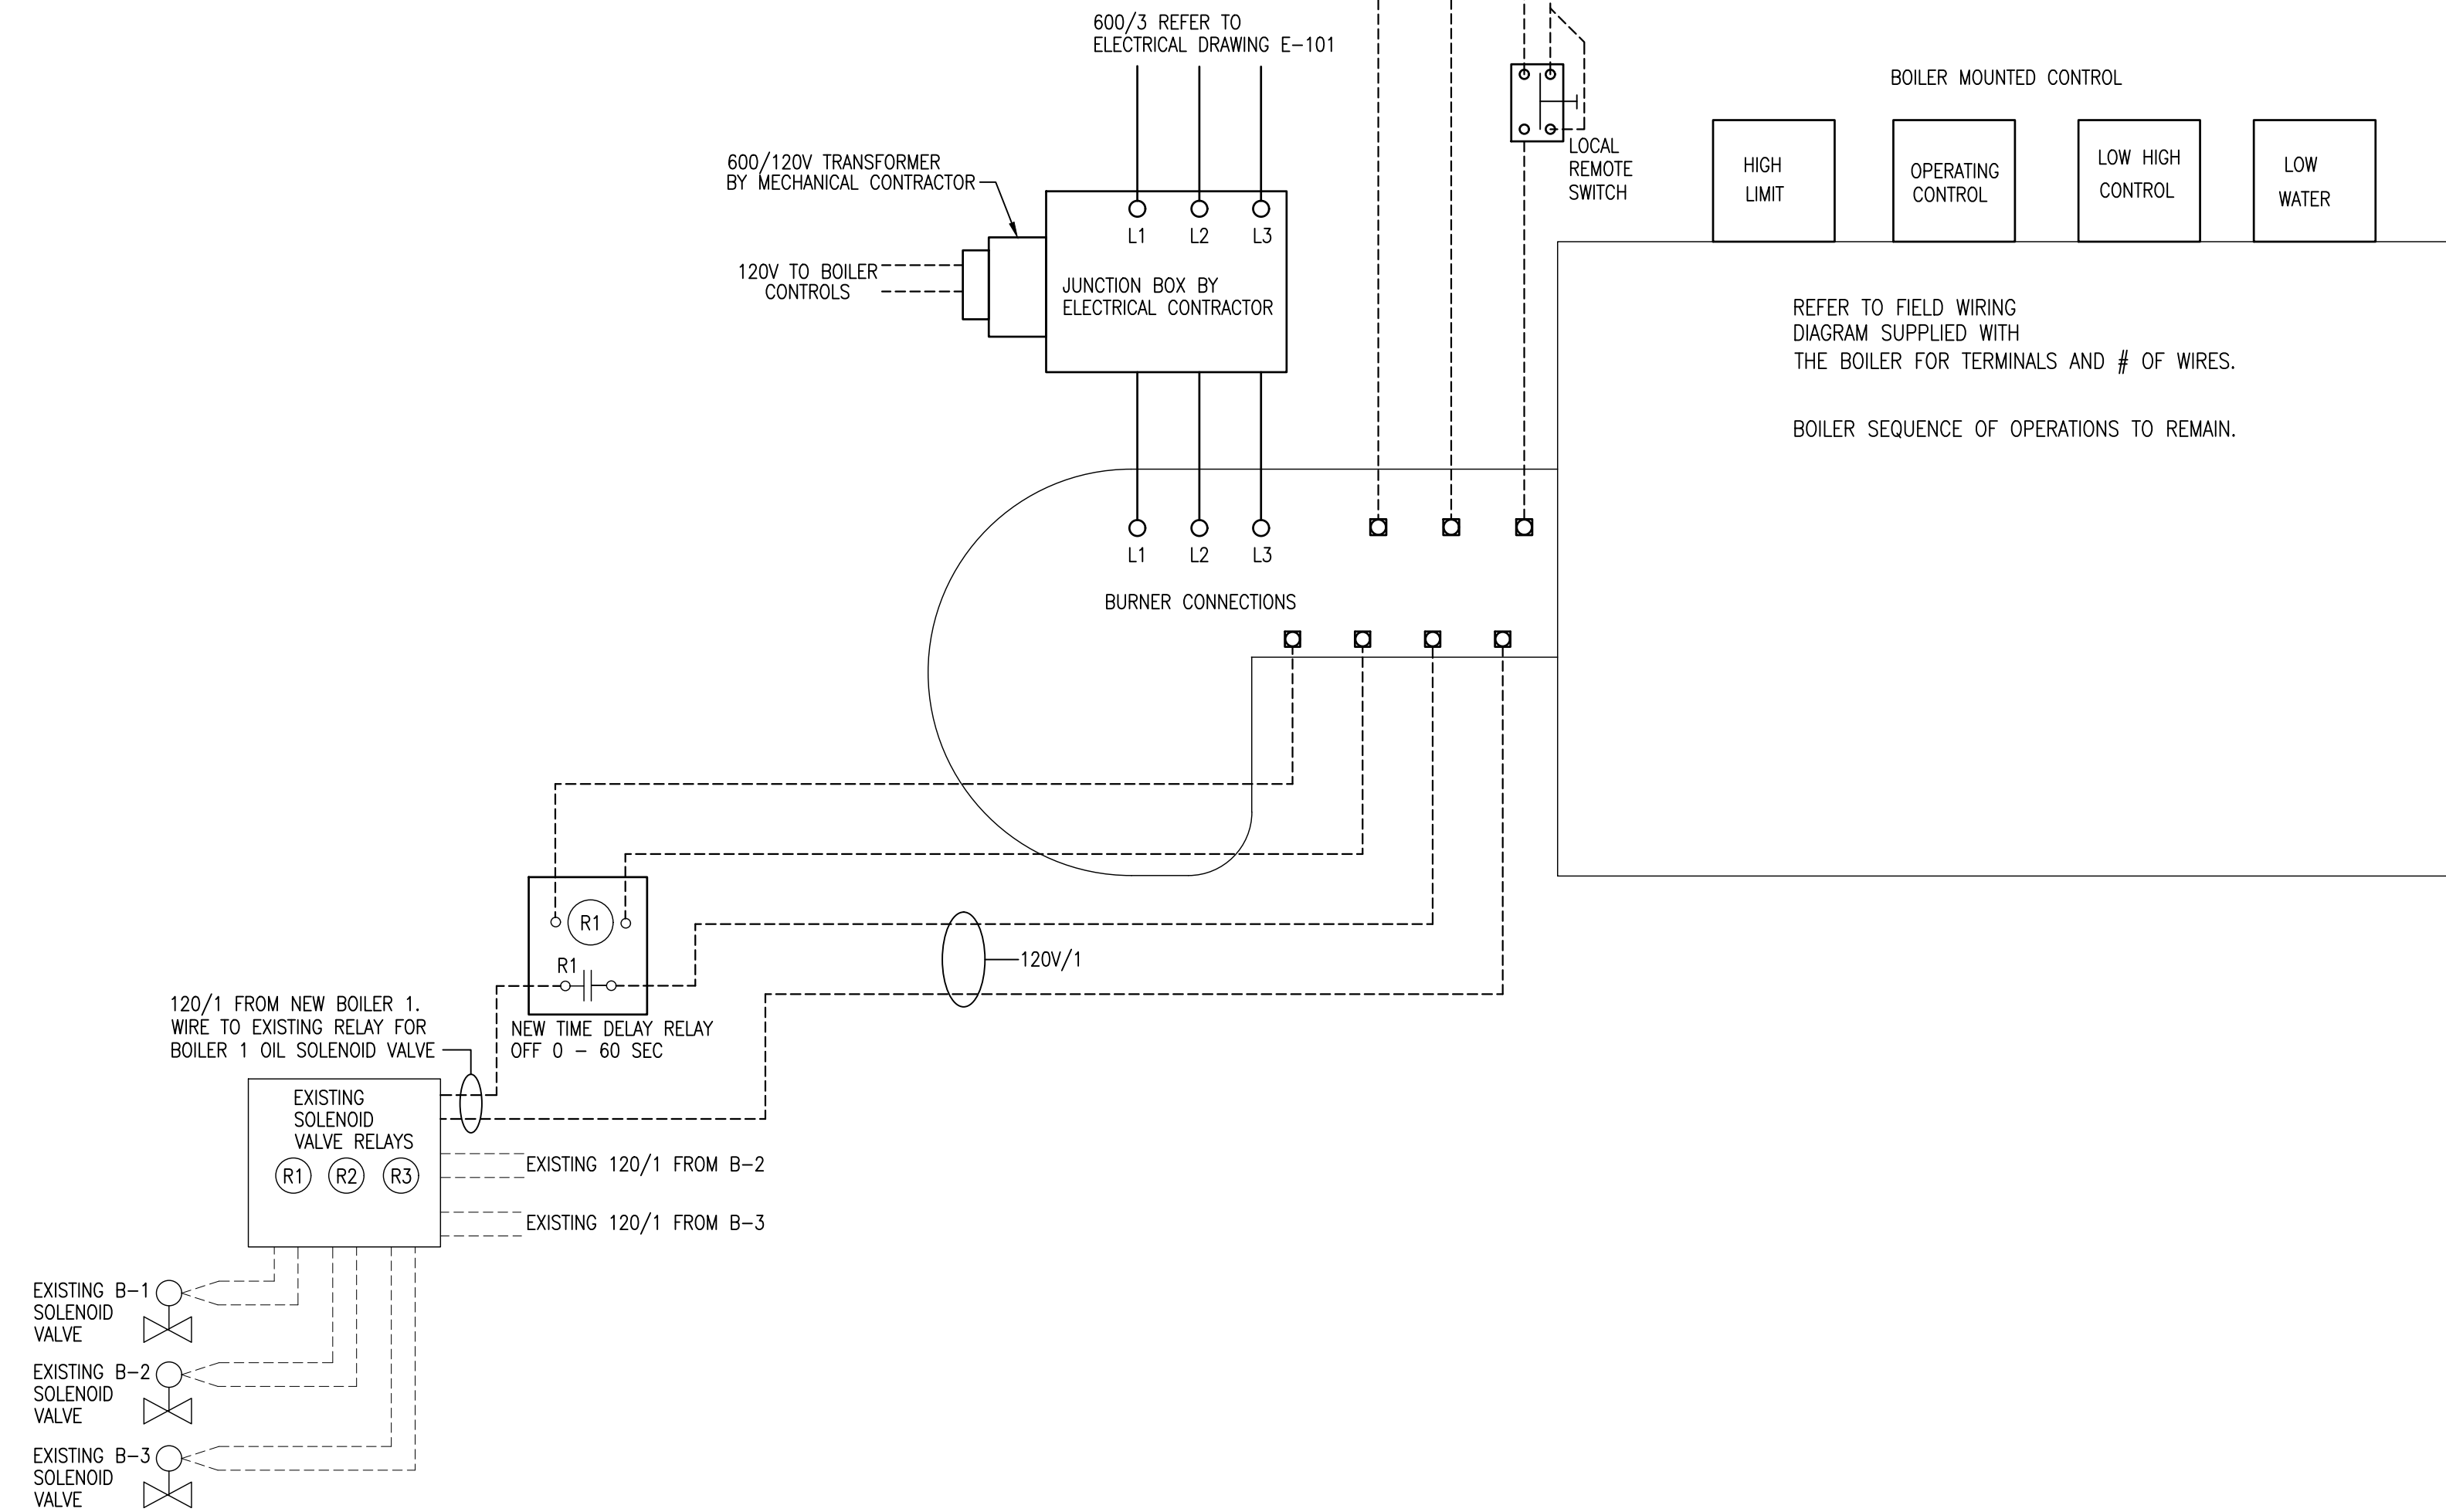 600/3 REFER TO
ELECTRICAL DRAWING E-101
BOILER MOUNTED CONTROL
600/120V TRANSFORMER
BY MECHANICAL CONTRACTOR
LOCAL
REMOTE
SWITCH
HIGH
LIMIT
OPERATING
CONTROL
LOW HIGH
CONTROL
LOW
WATER
L1 L2 L3
120V TO BOILER
CONTROLS
JUNCTION BOX BY
ELECTRICAL CONTRACTOR
REFER TO FIELD WIRING
DIAGRAM SUPPLIED WITH
THE BOILER FOR TERMINALS AND # OF WIRES.
BOILER SEQUENCE OF OPERATIONS TO REMAIN.
L1 L2 L3
BURNER CONNECTIONS
R1
R1
120V/1
NEW TIME DELAY RELAY
OFF 0 - 60 SEC
120/1 FROM NEW BOILER 1.
WIRE TO EXISTING RELAY FOR
BOILER 1 OIL SOLENOID VALVE
EXISTING
SOLENOID
VALVE RELAYS
R1 R2 R3
EXISTING 120/1 FROM B-2
EXISTING 120/1 FROM B-3
EXISTING B-1
SOLENOID
VALVE
EXISTING B-2
SOLENOID
VALVE
EXISTING B-3
SOLENOID
VALVE